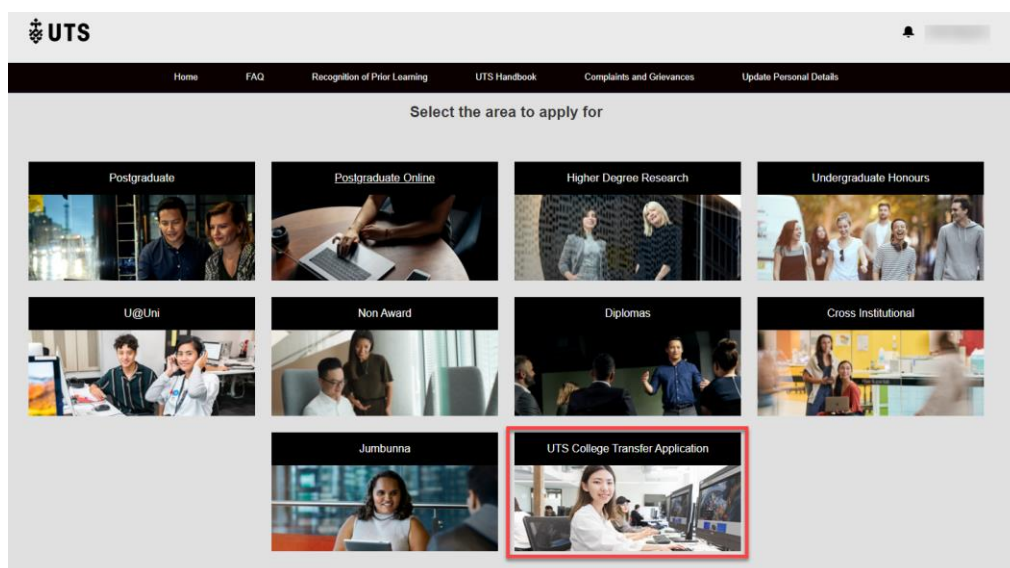 UTS
Home FAQ Recognition of Prior Learning UTS Handbook Complaints and Grievances Update Personal Details
Select the area to apply for
Postgraduate Postgraduate Online Higher Degree Research Undergraduate Honours
U@Uni Non Award Diplomas Cross Institutional
Jumbunna UTS College Transfer Application